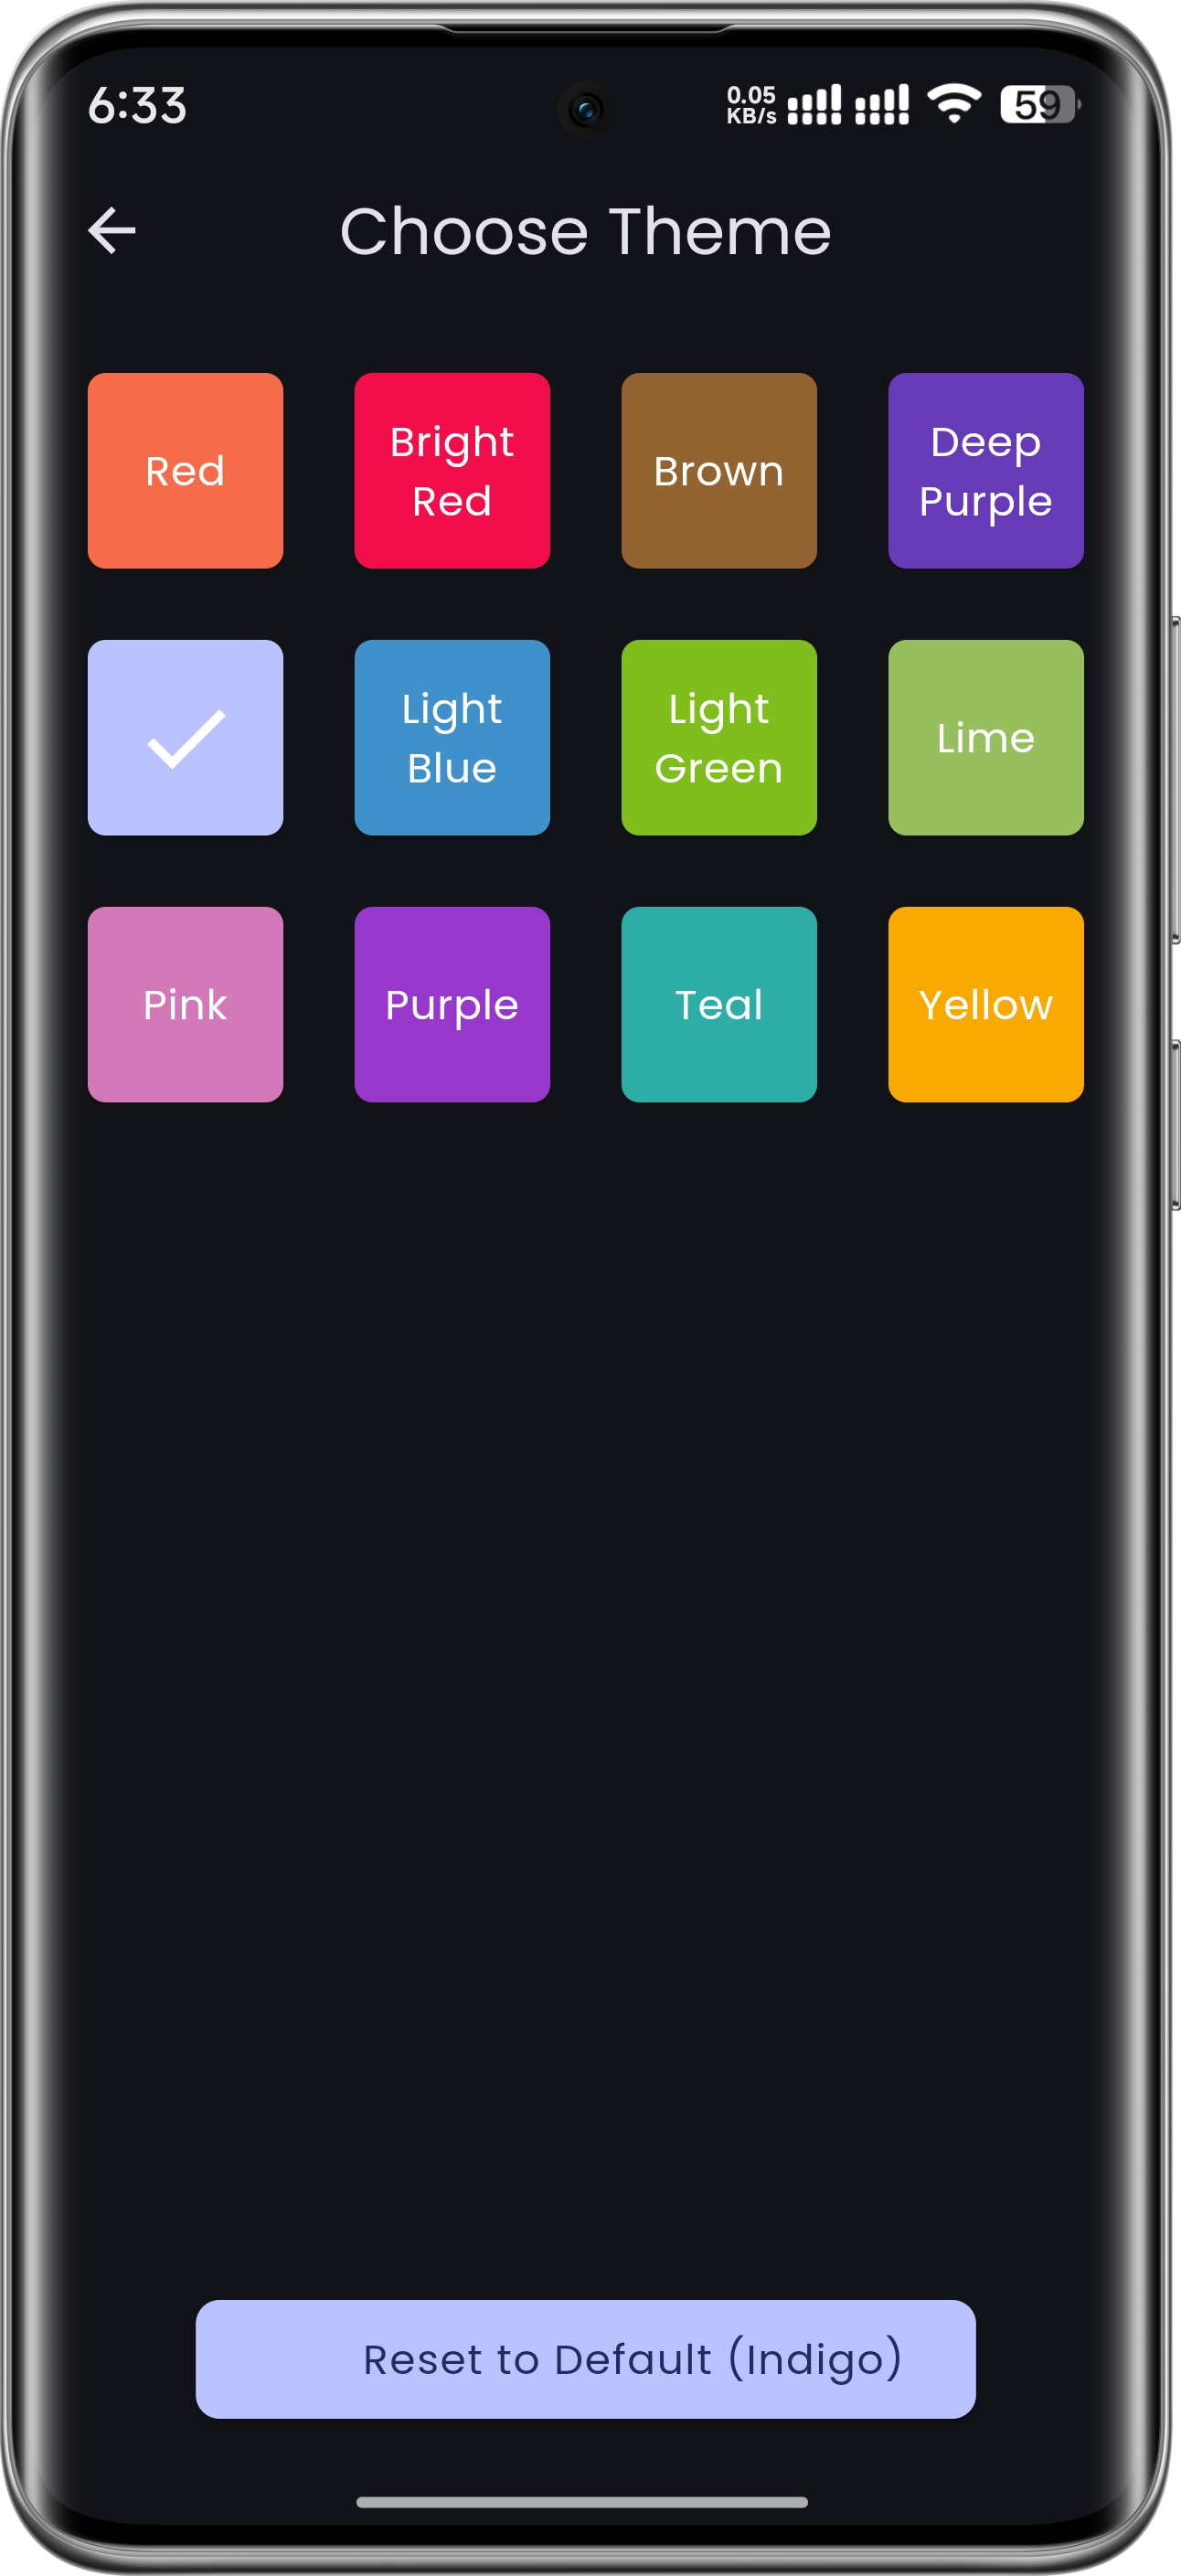 6:33
0.05
KB/s
59
Choose Theme
Red
Bright
Red
Brown
Deep
Purple
Light
Blue
Light
Green
Lime
Pink
Purple
Teal
Yellow
Reset to Default (Indigo)